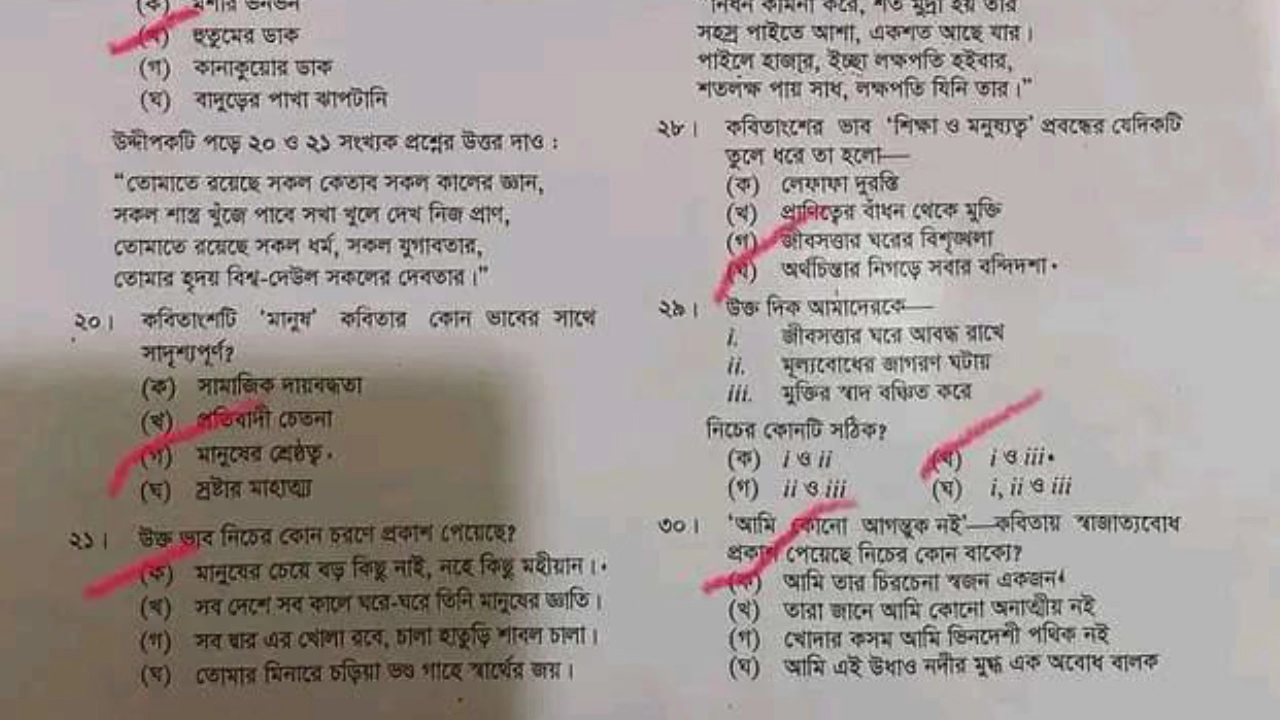 (ক) মশার ভনভন
(খ) হুতুমের ডাক
(গ) কানাকুয়োর ডাক
(ঘ) বাদুড়ের পাখা ঝাপটানি
উদ্দীপকটি পড়ে ২০ ও ২১ সংখ্যক প্রশ্নের উত্তর দাও :
“তোমাতে রয়েছে সকল কেতাব সকল কালের জ্ঞান,
সকল শাস্ত্র খুঁজে পাবে সখা খুলে দেখ নিজ প্রাণ,
তোমাতে রয়েছে সকল ধর্ম, সকল যুগাবতার,
তোমার হৃদয় বিশ্ব-দেউল সকলের দেবতার।”
২০। কবিতাংশটি ‘মানুষ’ কবিতার কোন ভাবের সাথে
সাদৃশ্যপূর্ণ?
(ক) সামাজিক দায়বদ্ধতা
(খ) প্রতিবাদী চেতনা
(গ) মানুষের শ্রেষ্ঠত্ব
(ঘ) স্রষ্টার মাহাত্ম্য
২১। উক্ত ভাব নিচের কোন চরণে প্রকাশ পেয়েছে?
(ক) মানুষের চেয়ে বড় কিছু নাই, নহে কিছু মহীয়ান।
(খ) সব দেশে সব কালে ঘরে-ঘরে তিনি মানুষের জ্ঞাতি।
(গ) সব দ্বার এর খোলা রবে, চালা হাতুড়ি শাবল চালা।
(ঘ) তোমার মিনারে চড়িয়া ভণ্ড গাহে স্বার্থের জয়।
“নির্ধন কামনা করে, শত মুদ্রা হয় তার
সহস্র পাইতে আশা, একশত আছে যার।
পাইলে হাজার, ইচ্ছা লক্ষপতি হইবার,
শতলক্ষ পায় সাধ, লক্ষপতি যিনি তার।”
২৮। কবিতাংশের ভাব ‘শিক্ষা ও মনুষ্যত্ব’ প্রবন্ধের যেদিকটি
তুলে ধরে তা হলো—
(ক) লেফাফা দুরস্তি
(খ) প্রাণিত্বের বাঁধন থেকে মুক্তি
(গ) জীবসত্তার ঘরের বিশৃঙ্খলা
(ঘ) অর্থচিন্তার নিগড়ে সবার বন্দিদশা
২৯। উক্ত দিক আমাদেরকে—
i. জীবসত্তার ঘরে আবদ্ধ রাখে
ii. মূল্যবোধের জাগরণ ঘটায়
iii. মুক্তির স্বাদ বঞ্চিত করে
নিচের কোনটি সঠিক?
(ক) i ও ii (খ) i ও iii
(গ) ii ও iii (ঘ) i, ii ও iii
৩০। ‘আমি কোনো আগন্তুক নই’—কবিতায় স্বাজাত্যবোধ
প্রকাশ পেয়েছে নিচের কোন বাক্যে?
(ক) আমি তার চিরচেনা স্বজন একজন
(খ) তারা জানে আমি কোনো অনাত্মীয় নই
(গ) খোদার কসম আমি ভিনদেশী পথিক নই
(ঘ) আমি এই উধাও নদীর মুগ্ধ এক অবোধ বালক